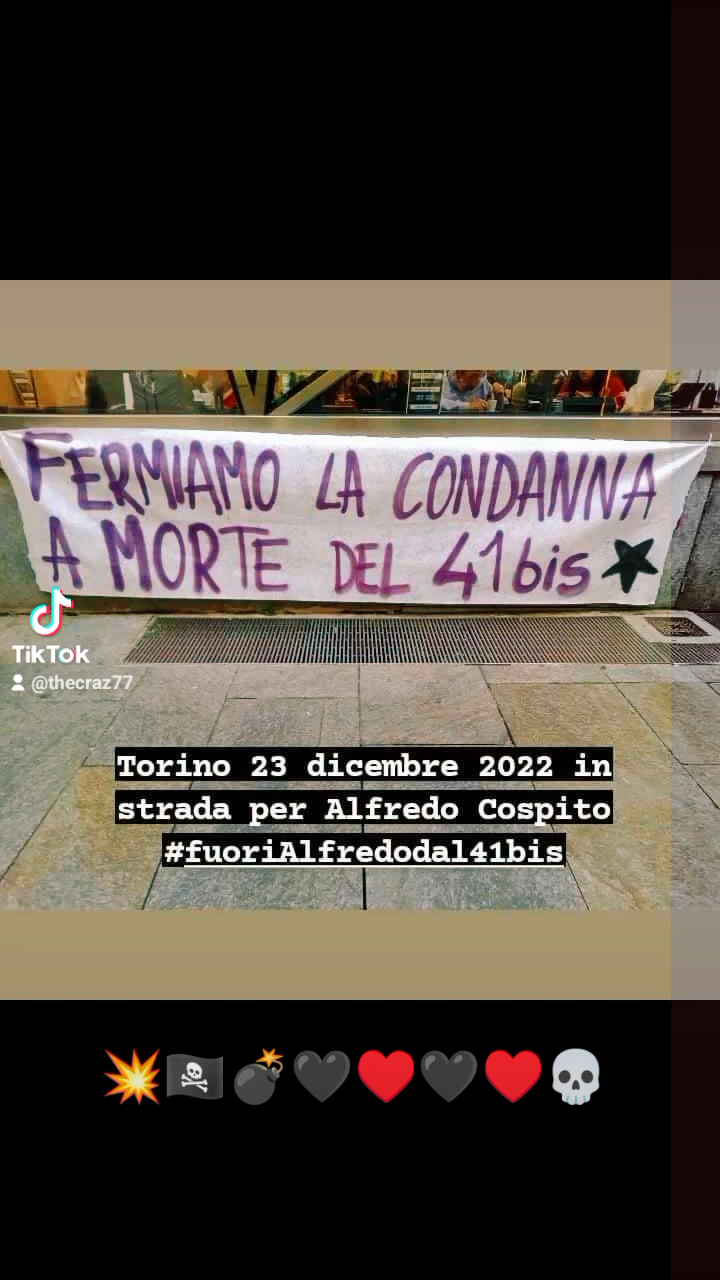 FERMIAMO LA CONDANNA
A MORTE DEL 41bis
TikTok
@thecraz77
Torino 23 dicembre 2022 in
strada per Alfredo Cospito
#fuoriAlfredodal41bis